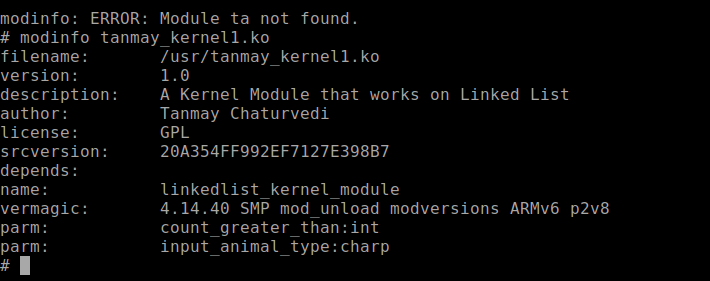 modinfo: ERROR: Module ta not found.
# modinfo tanmay_kernel1.ko
filename:       /usr/tanmay_kernel1.ko
version:        1.0
description:    A Kernel Module that works on Linked List
author:         Tanmay Chaturvedi
license:        GPL
srcversion:     20A354FF992EF7127E398B7
depends:
name:           linkedlist_kernel_module
vermagic:       4.14.40 SMP mod_unload modversions ARMv6 p2v8
parm:           count_greater_than:int
parm:           input_animal_type:charp
#